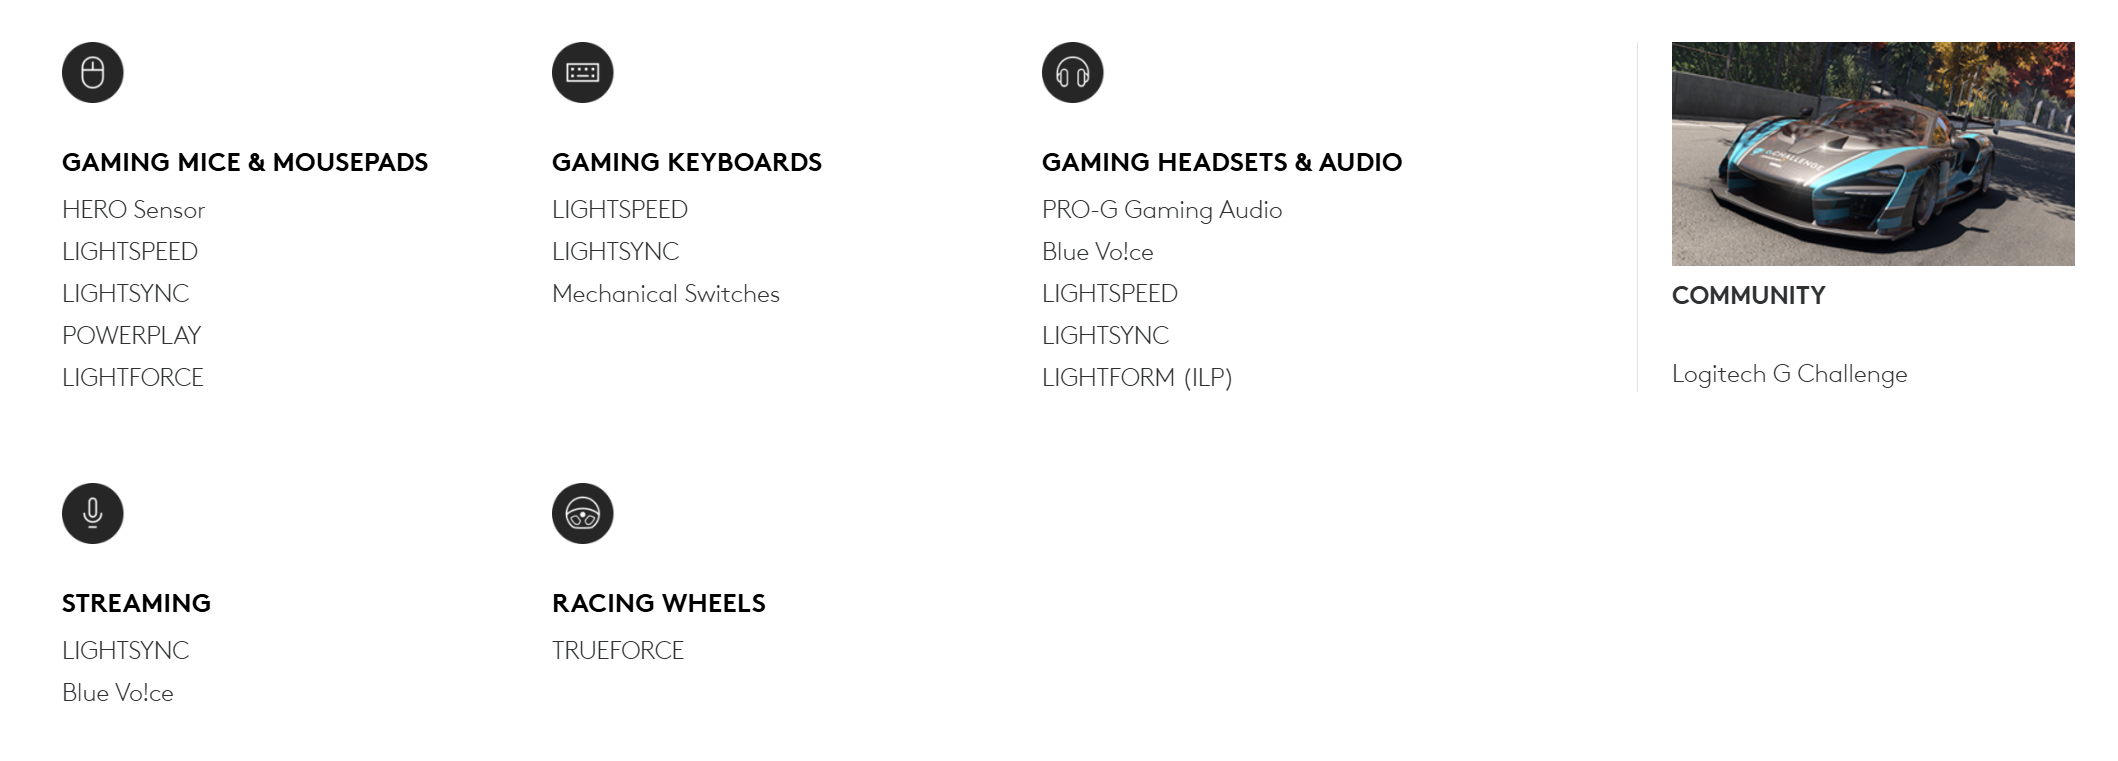 GAMING MICE & MOUSEPADS
HERO Sensor
LIGHTSPEED
LIGHTSYNC
POWERPLAY
LIGHTFORCE
GAMING KEYBOARDS
LIGHTSPEED
LIGHTSYNC
Mechanical Switches
GAMING HEADSETS & AUDIO
PRO-G Gaming Audio
Blue Vo!ce
LIGHTSPEED
LIGHTSYNC
LIGHTFORM (ILP)
G CHALLENGE
COMMUNITY
Logitech G Challenge
STREAMING
LIGHTSYNC
Blue Vo!ce
RACING WHEELS
TRUEFORCE